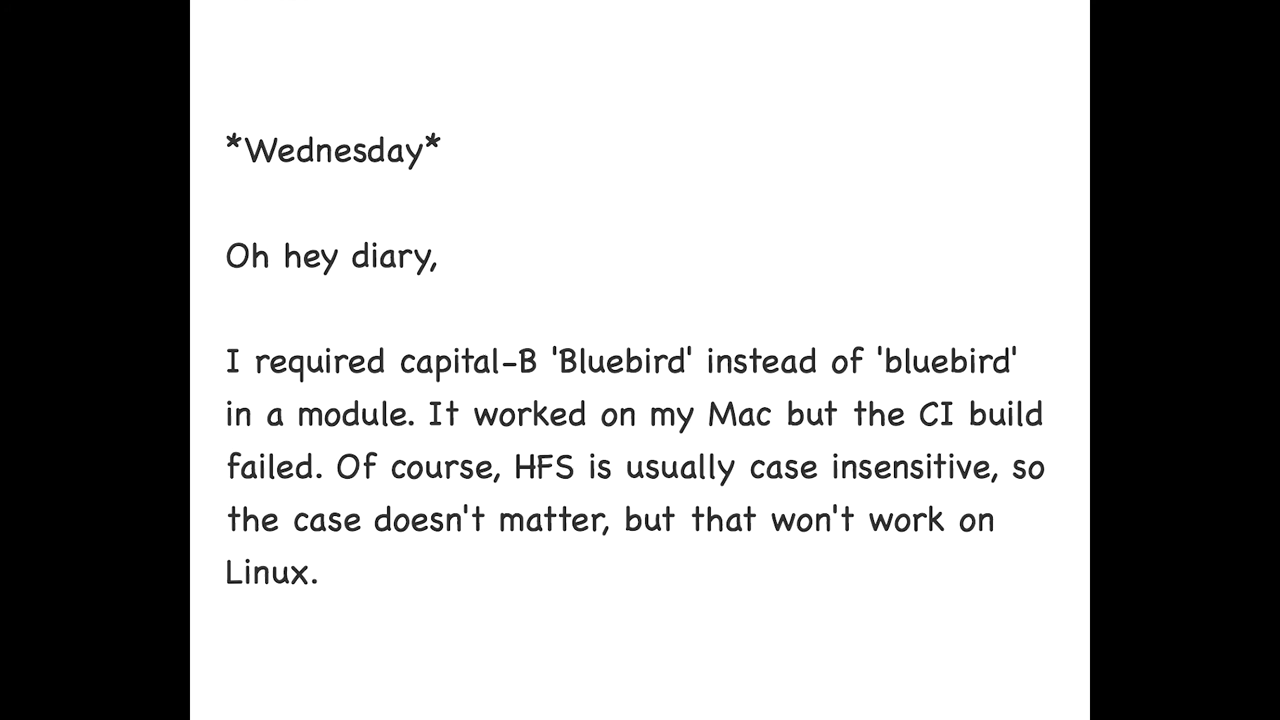 *Wednesday*
Oh hey diary,
I required capital-B 'Bluebird' instead of 'bluebird'
in a module. It worked on my Mac but the CI build
failed. Of course, HFS is usually case insensitive, so
the case doesn't matter, but that won't work on
Linux.